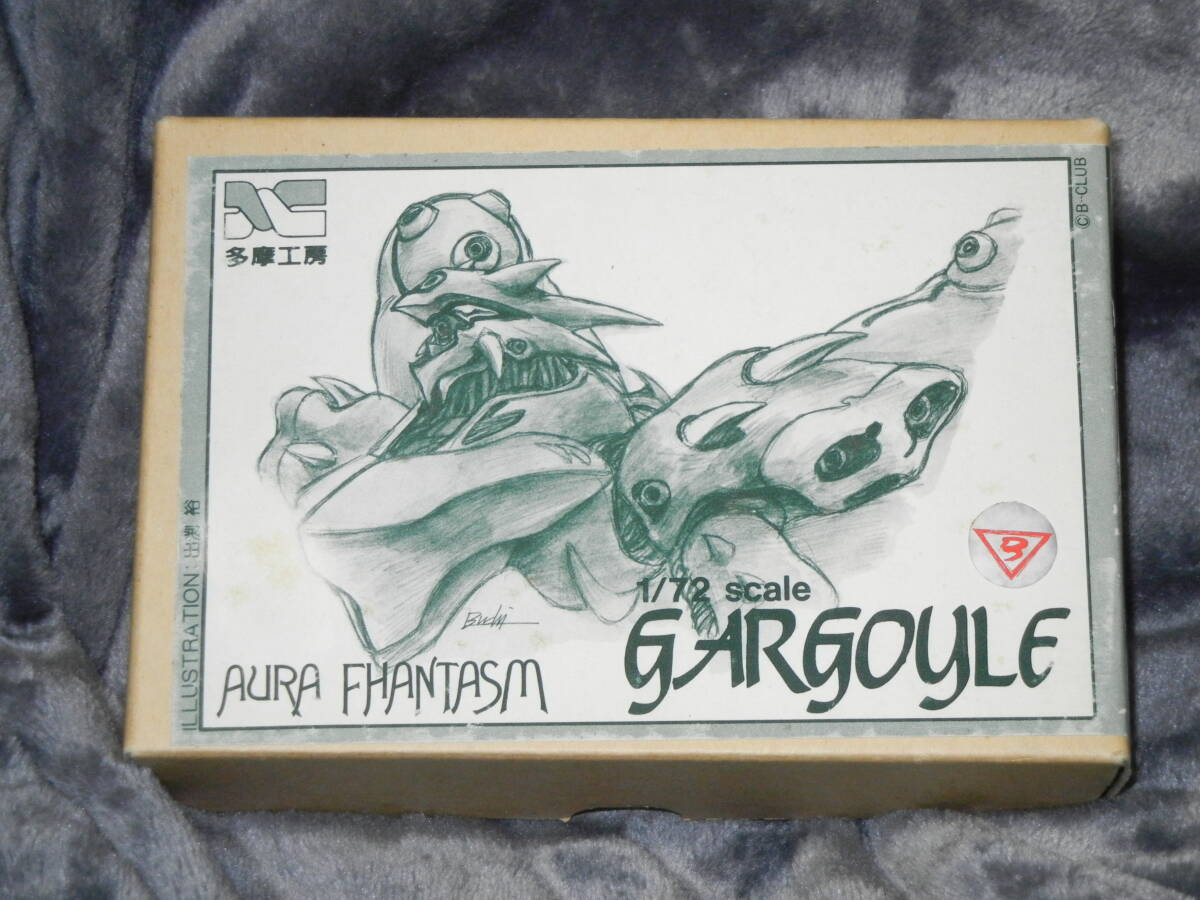 多摩工房
©B-CLUB
ILLUSTRATION:出渕 裕
B
1/72 scale
GARGOYLE
AURA FHANTASM